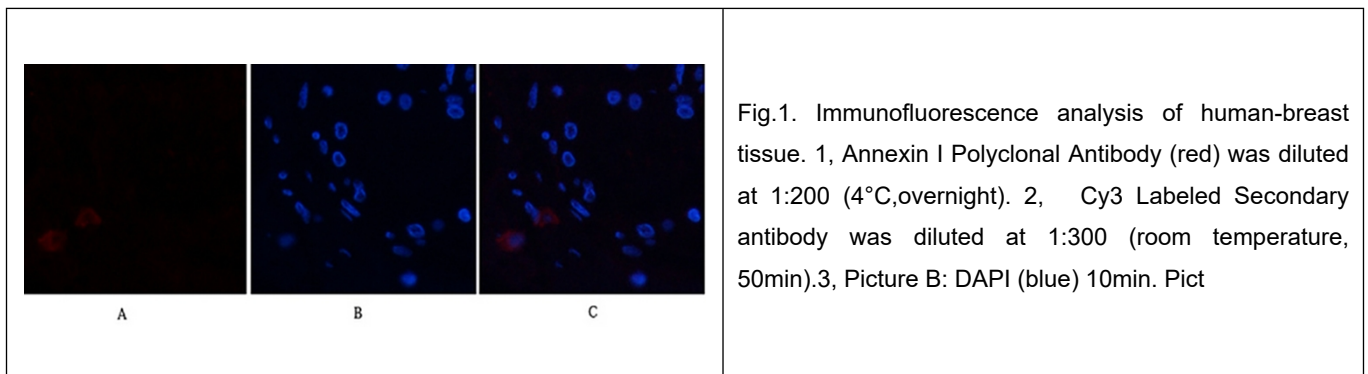 A
B
C
Fig.1. Immunofluorescence analysis of human-breast
tissue. 1, Annexin I Polyclonal Antibody (red) was diluted
at 1:200 (4°C,overnight). 2, Cy3 Labeled Secondary
antibody was diluted at 1:300 (room temperature,
50min).3, Picture B: DAPI (blue) 10min. Pict